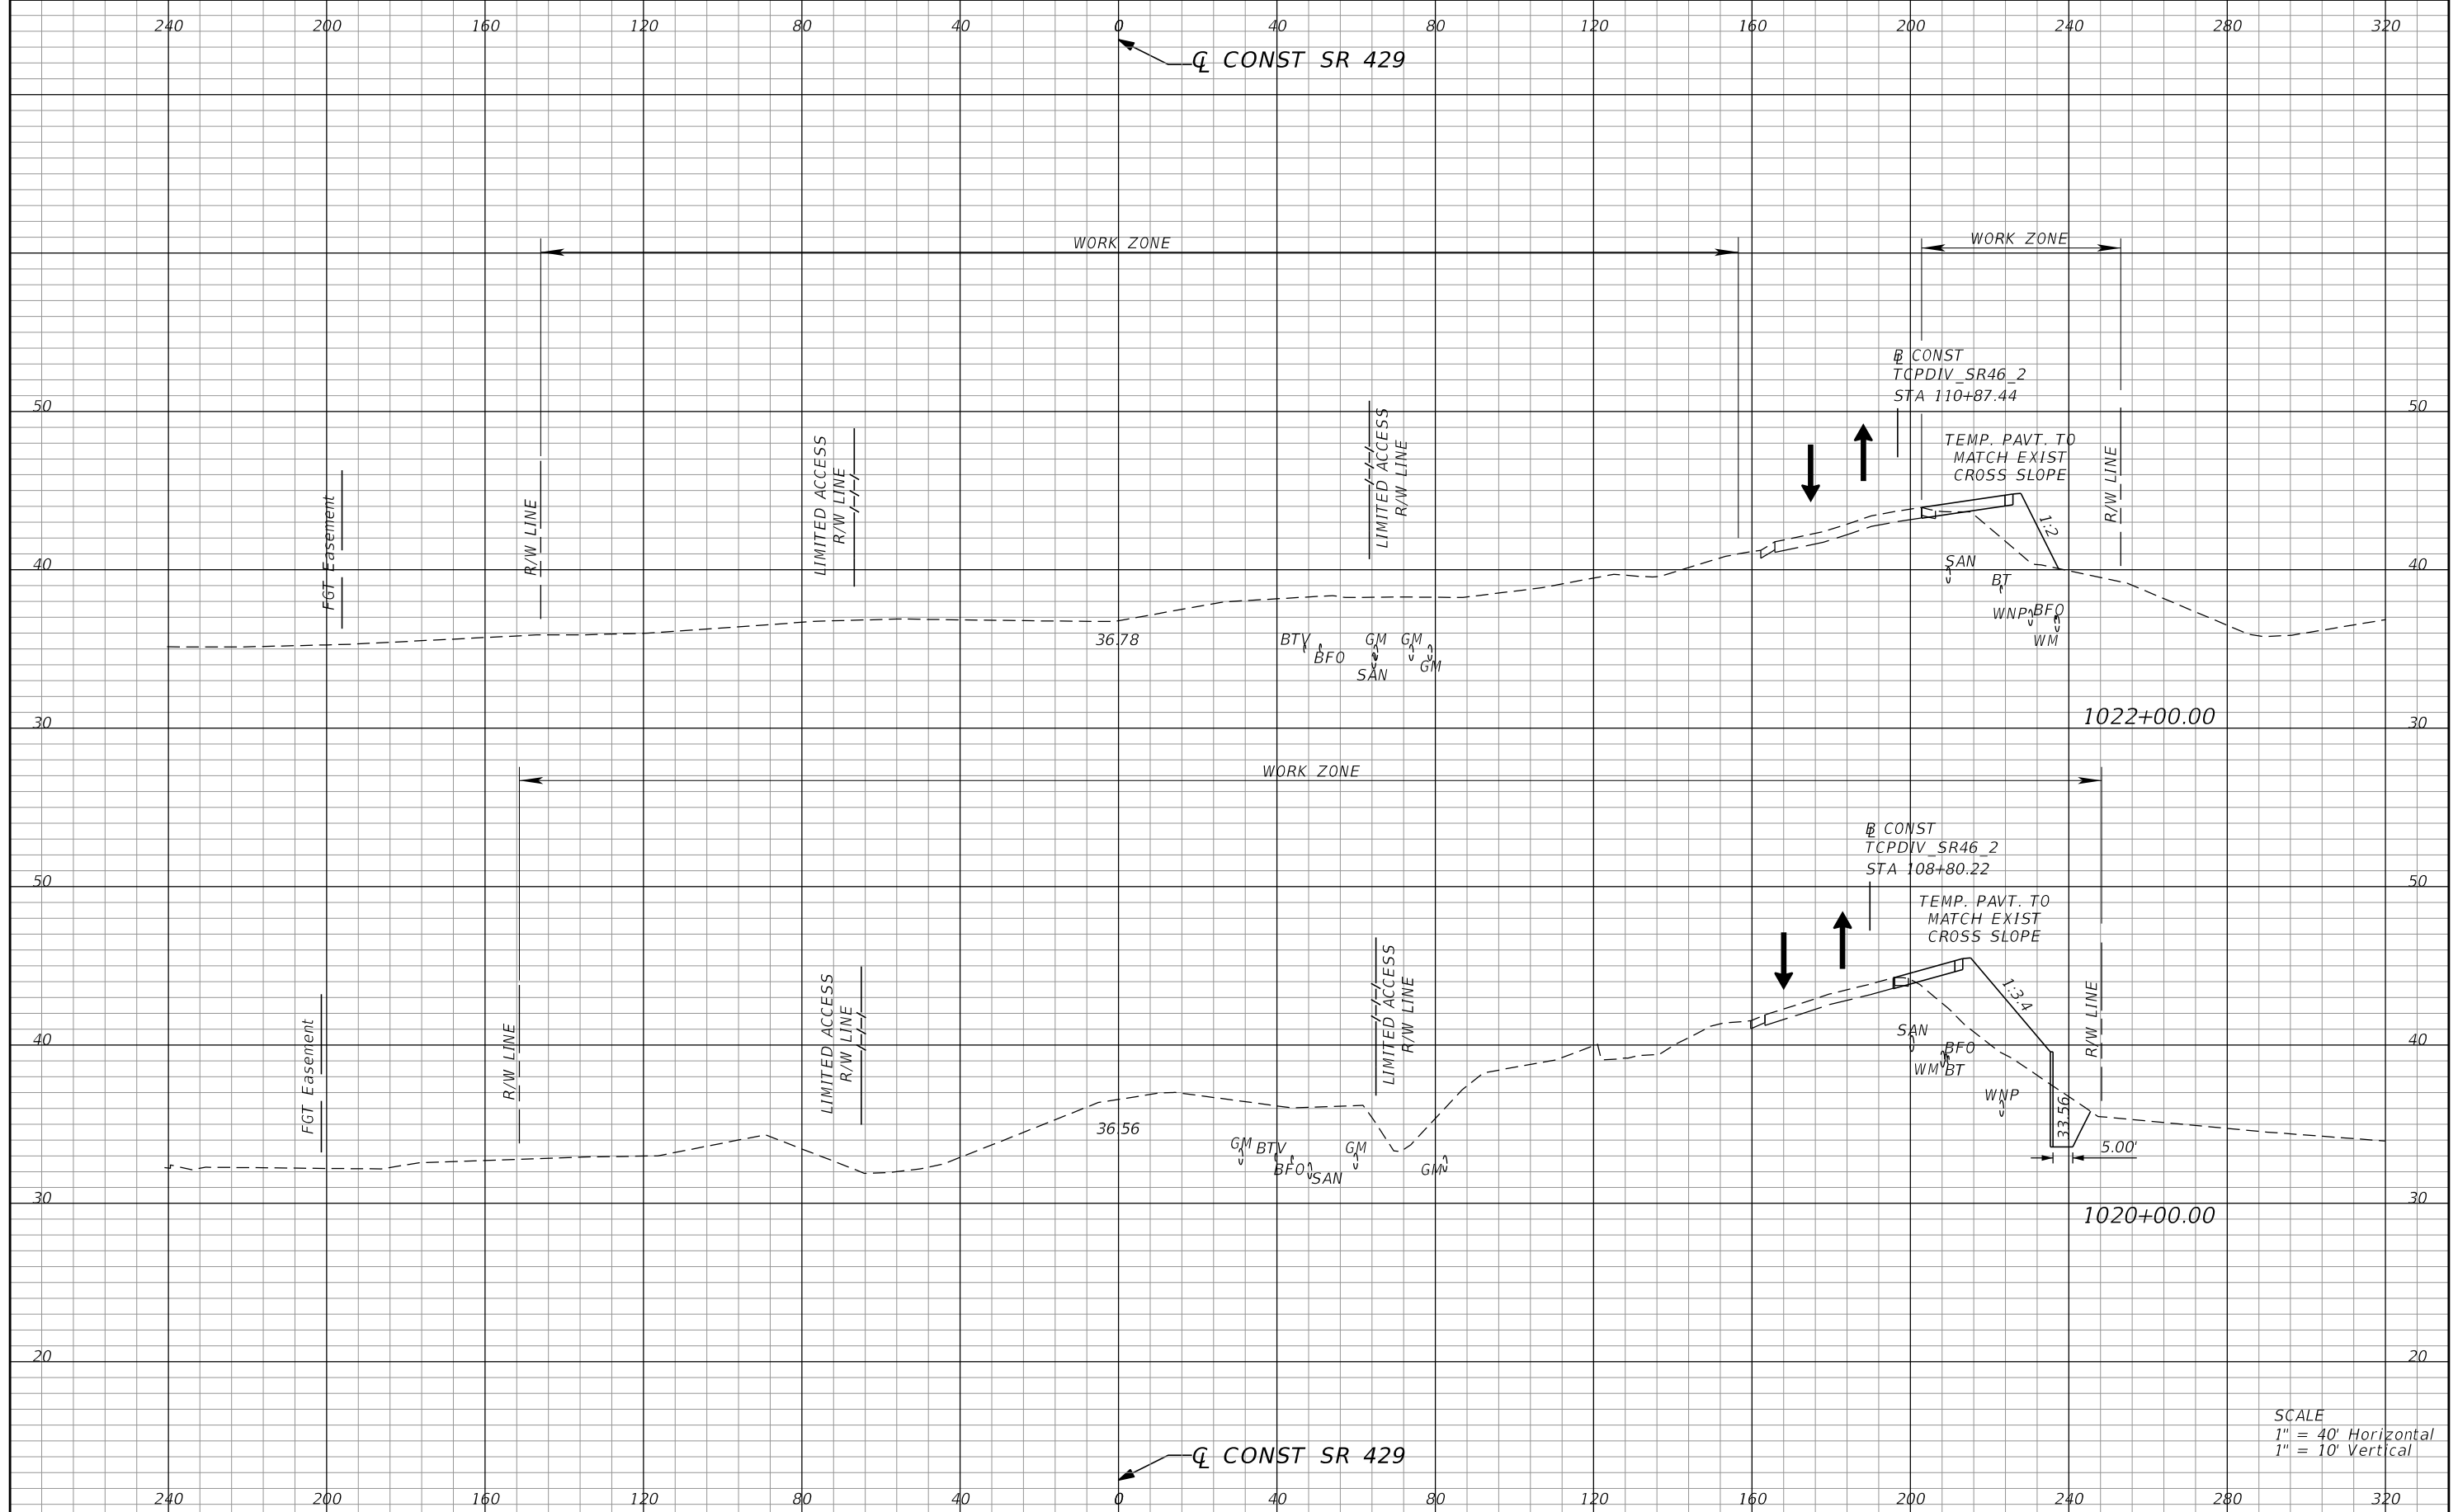 240 200 160 120 80 40 0 40 80 120 160 200 240 280 320
℄ CONST SR 429
WORK ZONE
WORK ZONE
℄ CONST
TCPDIV_SR46_2
STA 110+87.44
50
50
TEMP. PAVT. TO
MATCH EXIST
CROSS SLOPE
FGT Easement
R/W LINE
LIMITED ACCESS
R/W LINE
LIMITED ACCESS
R/W LINE
R/W LINE
1:2
40
40
SAN
BT
WNP
BFO
WM
36.78
BTV
BFO
GM
SAN
GM
GM
30
30
1022+00.00
WORK ZONE
CONST
TCPDIV_SR46_2
STA 108+80.22
50
50
TEMP. PAVT. TO
MATCH EXIST
CROSS SLOPE
FGT Easement
R/W LINE
LIMITED ACCESS
R/W LINE
LIMITED ACCESS
R/W LINE
R/W LINE
1:3.4
40
40
SAN
BFO
WM BT
WNP
36.56
33.56
5.00'
GM
BTV
BFO
SAN
GM
GM
30
30
1020+00.00
20
20
SCALE
1" = 40' Horizontal
1" = 10' Vertical
℄ CONST SR 429
240 200 160 120 80 40 0 40 80 120 160 200 240 280 320